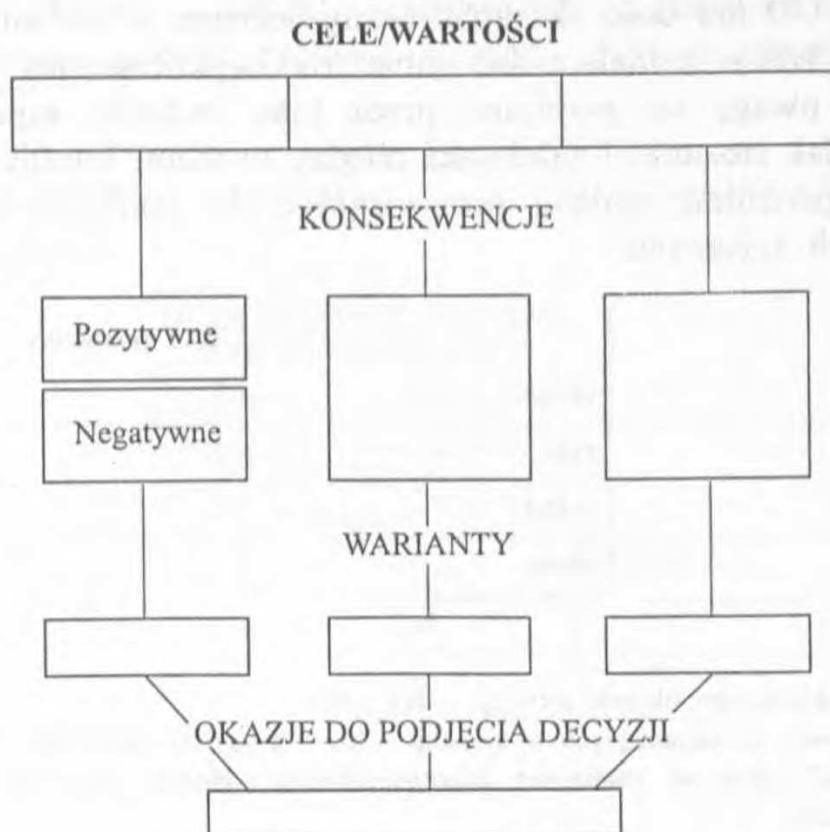 CELE/WARTOŚCI
KONSEKWENCJE
Pozytywne
Negatywne
WARIANTY
OKAZJE DO PODJĘCIA DECYZJI